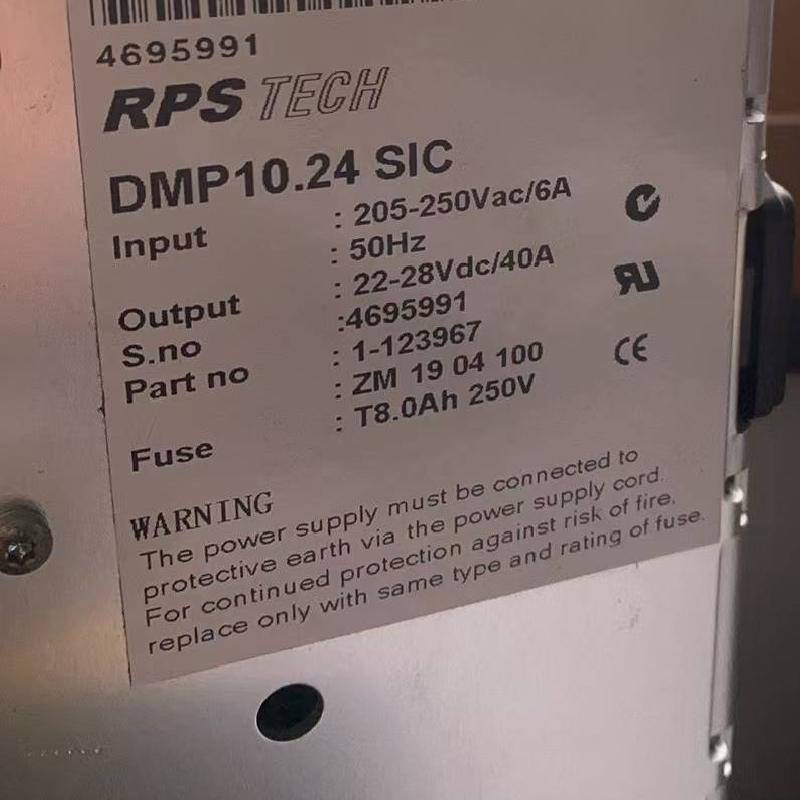 4695991
RPS TECH
DMP10.24 SIC
Input : 205-250Vac/6A
: 50Hz
Output : 22-28Vdc/40A
S.no :4695991
Part no : 1-123967
: ZM 19 04 100
Fuse : T8.0Ah 250V
WARNING
The power supply must be connected to
protective earth via the power supply cord.
For continued protection against risk of fire,
replace only with same type and rating of fuse.
CE